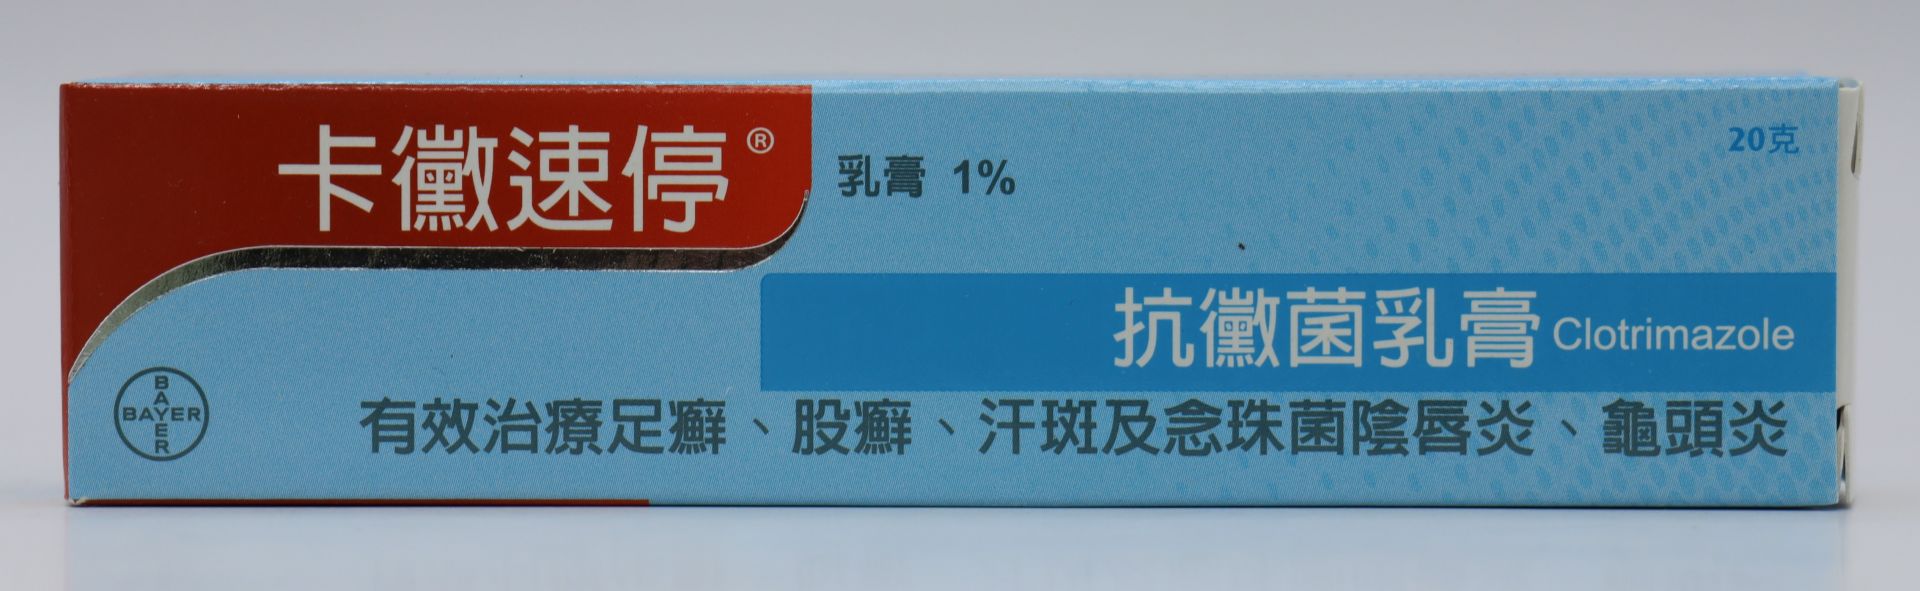 卡黴速停®
乳膏 1%
20克
抗黴菌乳膏 Clotrimazole
BAYER
BAYER
有效治療足癬、股癬、汗斑及念珠菌陰唇炎、龜頭炎